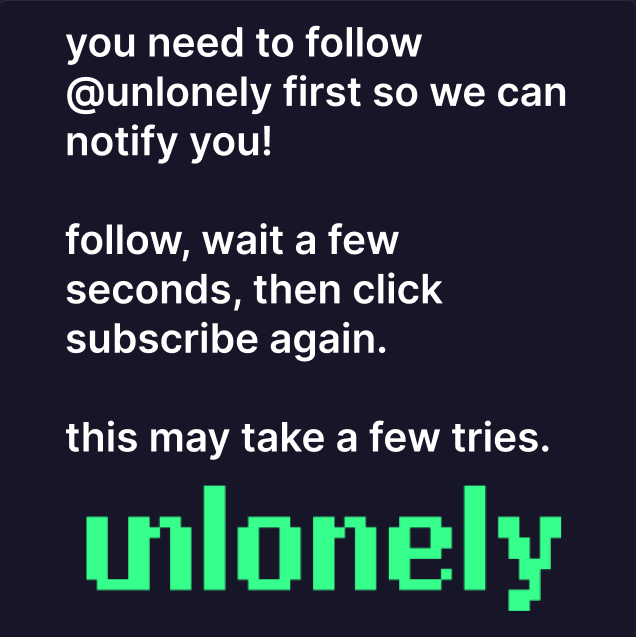 you need to follow
@unlonely first so we can
notify you!
follow, wait a few
seconds, then click
subscribe again.
this may take a few tries.
unlonely